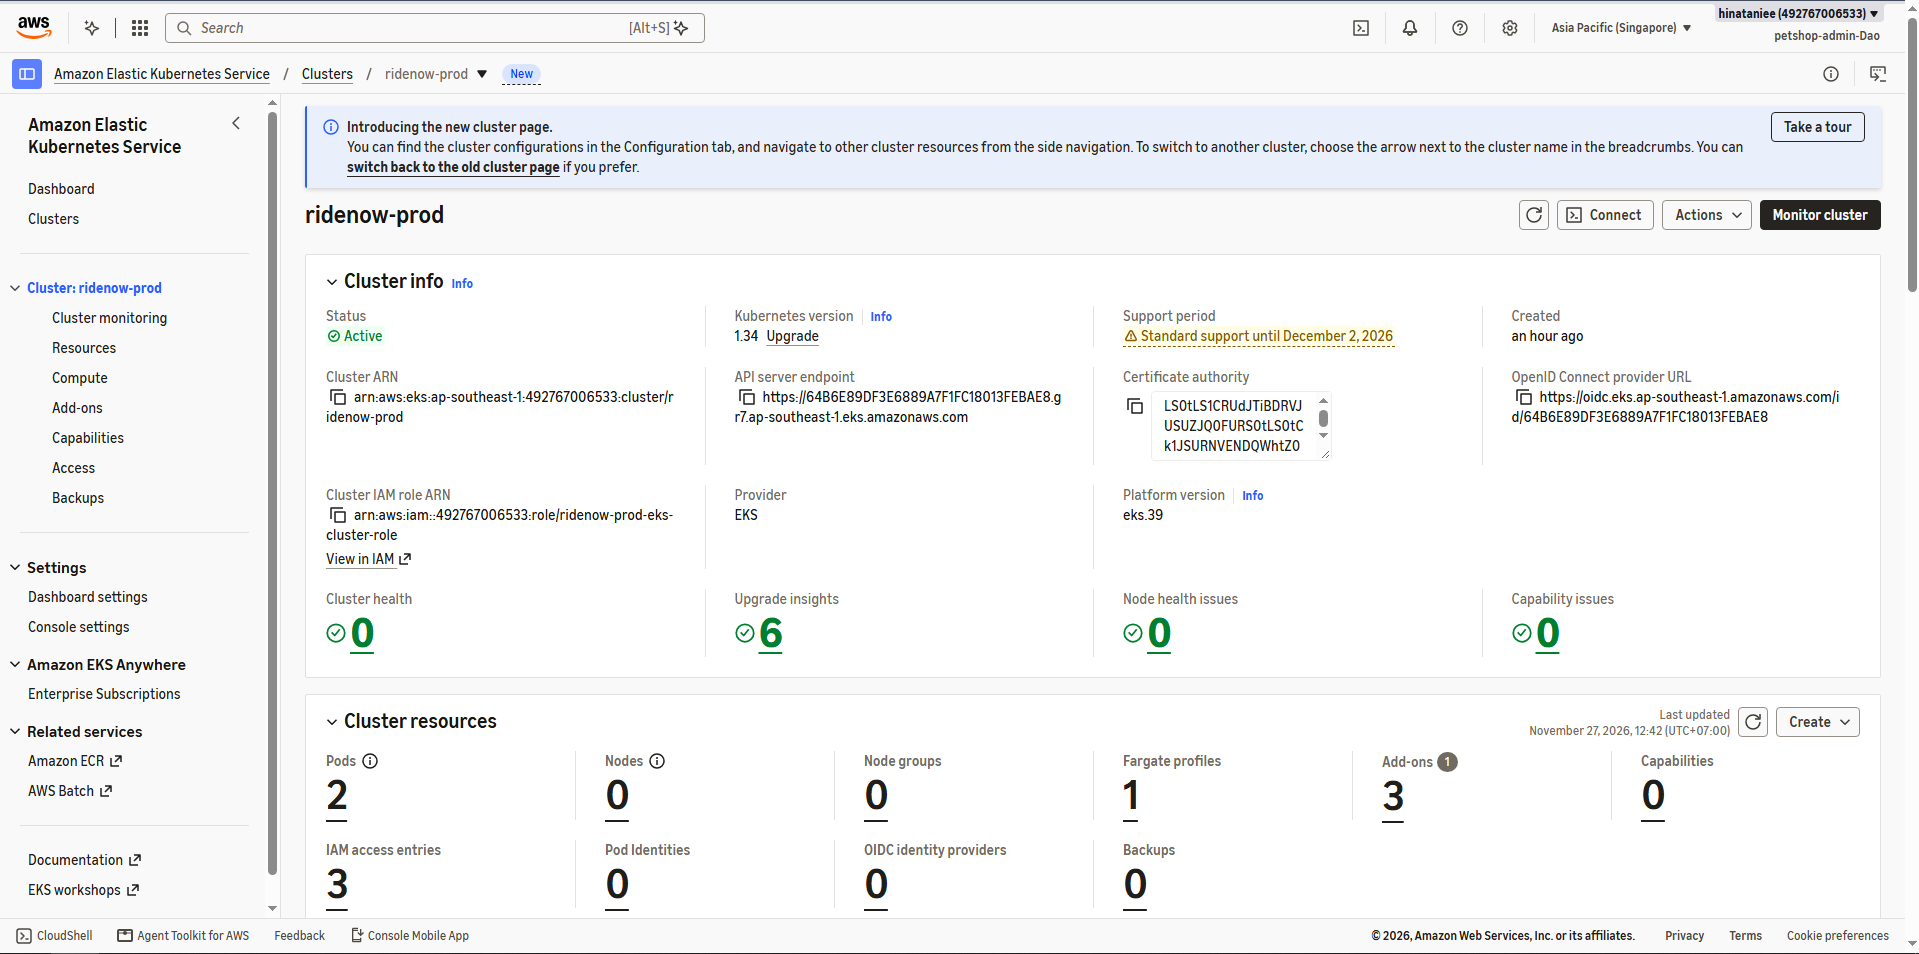 aws
Search [Alt+S]
Asia Pacific (Singapore)
hinataniee (492767006533)
petshop-admin-Dao
Amazon Elastic Kubernetes Service / Clusters / ridenow-prod New
Amazon Elastic
Kubernetes Service
Dashboard
Clusters
Cluster: ridenow-prod
Cluster monitoring
Resources
Compute
Add-ons
Capabilities
Access
Backups
Settings
Dashboard settings
Console settings
Amazon EKS Anywhere
Enterprise Subscriptions
Related services
Amazon ECR
AWS Batch
Documentation
EKS workshops
Introducing the new cluster page.
You can find the cluster configurations in the Configuration tab, and navigate to other cluster resources from the side navigation. To switch to another cluster, choose the arrow next to the cluster name in the breadcrumbs. You can
switch back to the old cluster page if you prefer.
Take a tour
ridenow-prod
Connect
Actions
Monitor cluster
Cluster info Info
Status
Active
Kubernetes version Info
1.34 Upgrade
Support period
Standard support until December 2, 2026
Created
an hour ago
Cluster ARN
arn:aws:eks:ap-southeast-1:492767006533:cluster/r
idenow-prod
API server endpoint
https://64B6E89DF3E6889A7F1FC18013FEBAE8.g
r7.ap-southeast-1.eks.amazonaws.com
Certificate authority
LS0tLS1CRUdJTiBDRVJ
USUZJQ0FURS0tLS0tC
k1JSURNVENDQWhtZ0
OpenID Connect provider URL
https://oidc.eks.ap-southeast-1.amazonaws.com/i
d/64B6E89DF3E6889A7F1FC18013FEBAE8
Cluster IAM role ARN
arn:aws:iam::492767006533:role/ridenow-prod-eks-
cluster-role
View in IAM
Provider
EKS
Platform version Info
eks.39
Cluster health
0
Upgrade insights
6
Node health issues
0
Capability issues
0
Cluster resources
Last updated
November 27, 2026, 12:42 (UTC+07:00)
Create
Pods
2
Nodes
0
Node groups
0
Fargate profiles
1
Add-ons 1
3
Capabilities
0
IAM access entries
3
Pod Identities
0
OIDC identity providers
0
Backups
0
CloudShell
Agent Toolkit for AWS
Feedback
Console Mobile App
© 2026, Amazon Web Services, Inc. or its affiliates.
Privacy
Terms
Cookie preferences